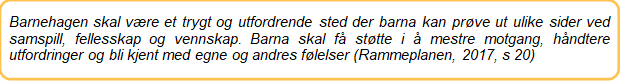 Barnehagen skal være et trygt og utfordrende sted der barna kan prøve ut ulike sider ved
samspill, fellesskap og vennskap. Barna skal få støtte i å mestre motgang, håndtere
utfordringer og bli kjent med egne og andres følelser (Rammeplanen, 2017, s 20)